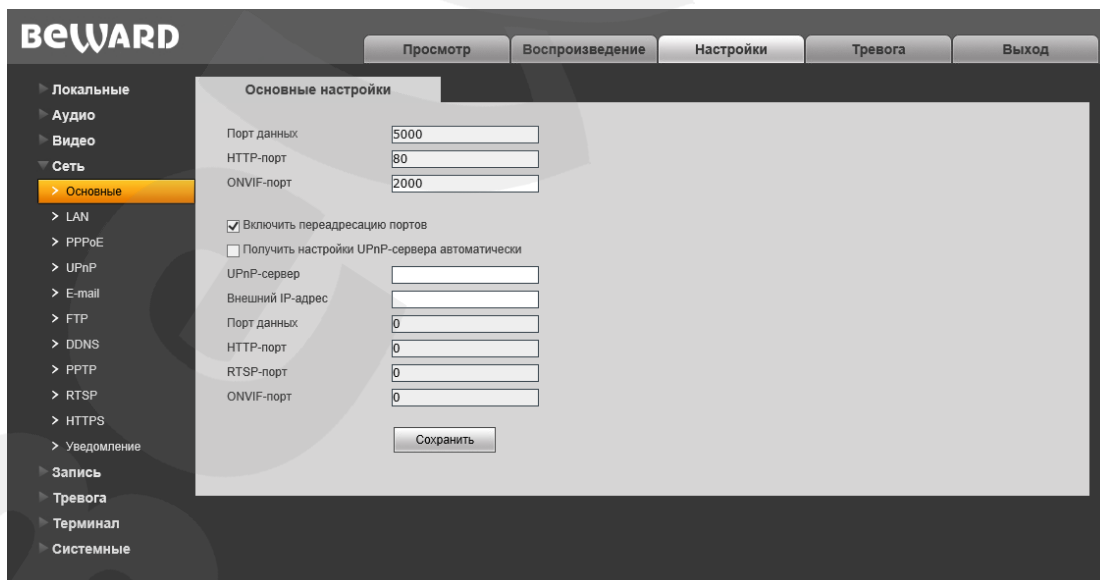 BEWARD
Просмотр
Воспроизведение
Настройки
Тревога
Выход
Локальные
Аудио
Видео
Сеть
Основные
LAN
PPPoE
UPnP
E-mail
FTP
DDNS
PPTP
RTSP
HTTPS
Уведомление
Запись
Тревога
Терминал
Системные
Основные настройки
Порт данных 5000
HTTP-порт 80
ONVIF-порт 2000
Включить переадресацию портов
Получить настройки UPnP-сервера автоматически
UPnP-сервер
Внешний IP-адрес
Порт данных 0
HTTP-порт 0
RTSP-порт 0
ONVIF-порт 0
Сохранить